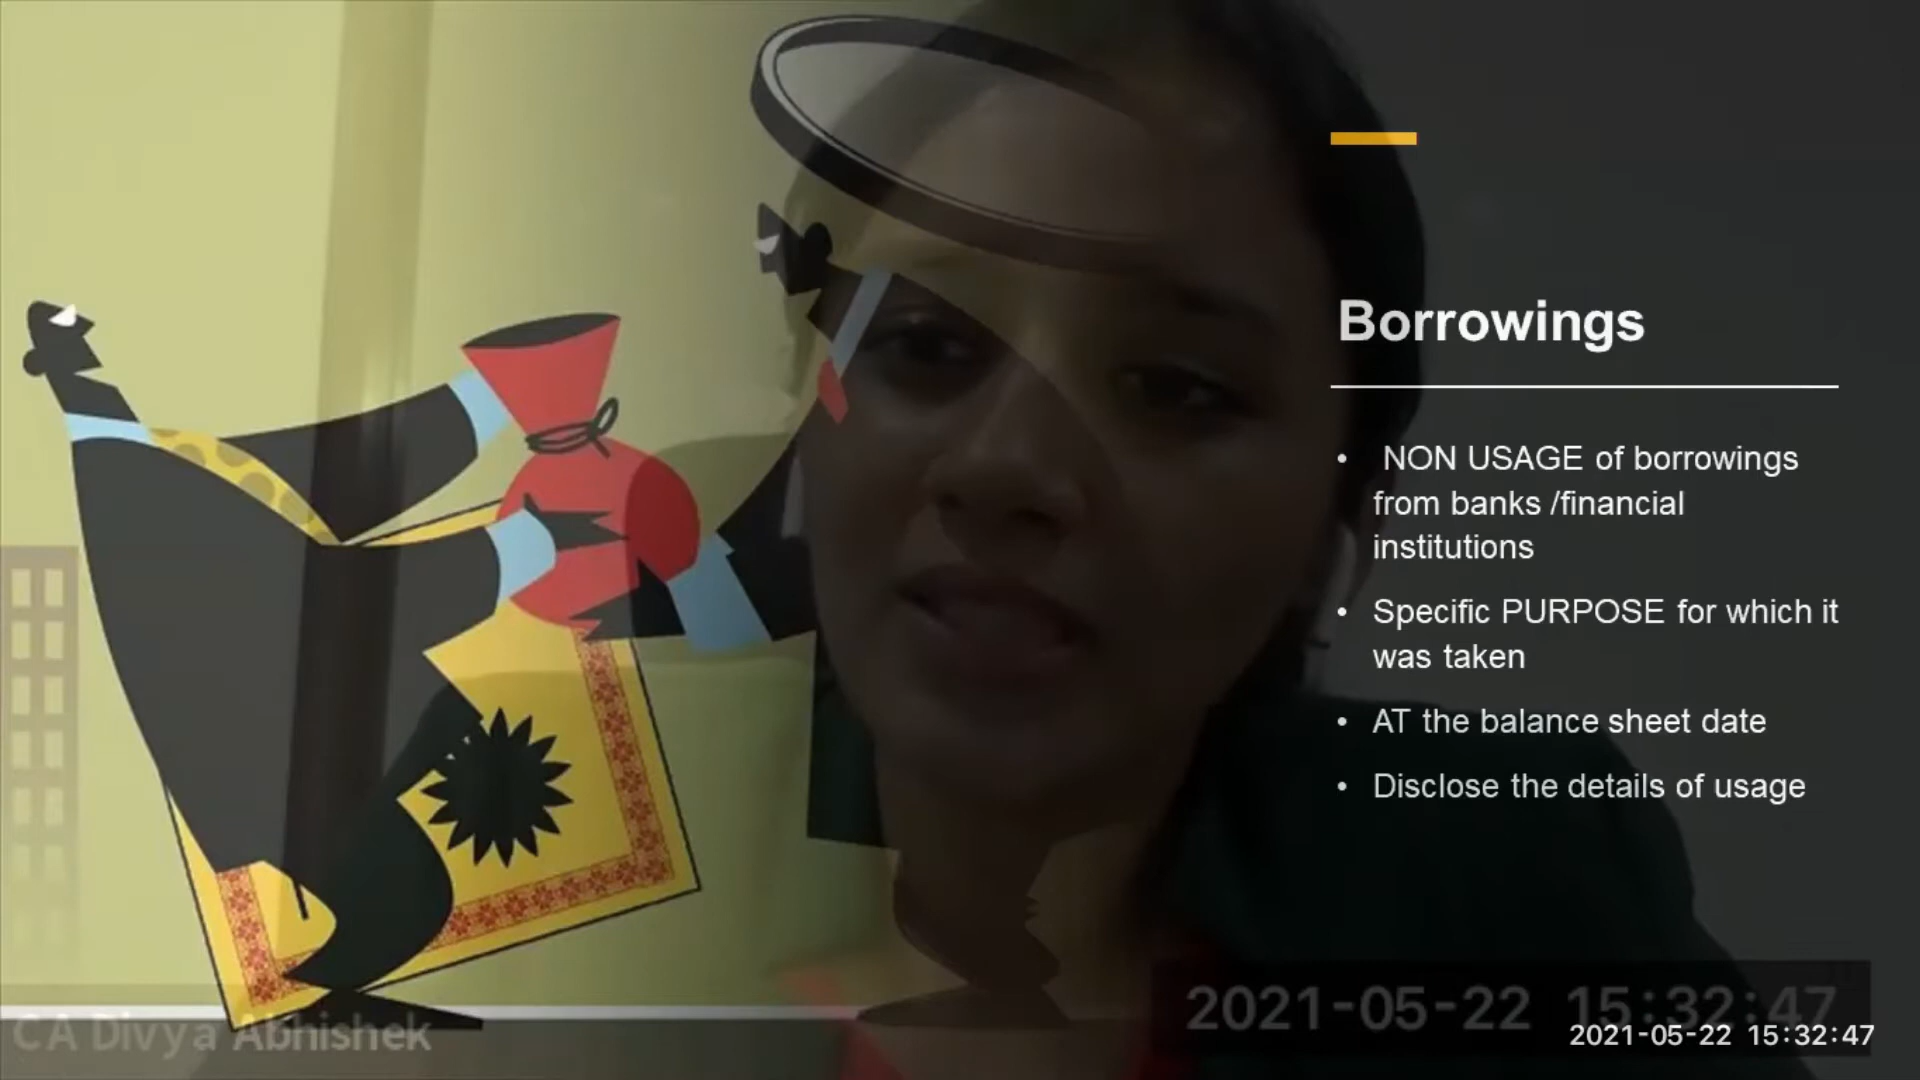 Borrowings
• NON USAGE of borrowings
from banks /financial
institutions
• Specific PURPOSE for which it
was taken
• AT the balance sheet date
• Disclose the details of usage
CA Divya Abhishek
2021-05-22 15:32:47
2021-05-22 15:32:47